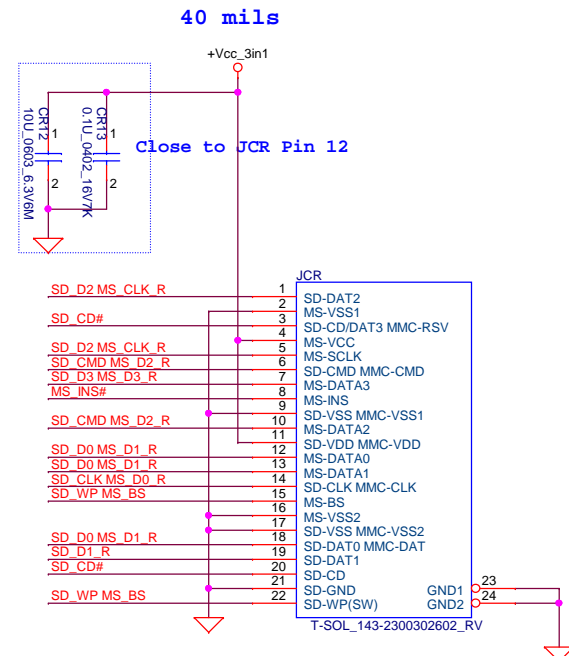 40 mils
+Vcc_3in1
CR12
10U_0603_6.3V6M
1
2
CR13
0.1U_0402_16V7K
1
2
Close to JCR Pin 12
JCR
SD_D2 MS_CLK_R 1 SD-DAT2
2 MS-VSS1
SD_CD# 3 SD-CD/DAT3 MMC-RSV
4 MS-VCC
SD_D2 MS_CLK_R 5 MS-SCLK
SD_CMD MS_D2_R 6 SD-CMD MMC-CMD
SD_D3 MS_D3_R 7 MS-DATA3
MS_INS# 8 MS-INS
9 SD-VSS MMC-VSS1
SD_CMD MS_D2_R 10 MS-DATA2
11 SD-VDD MMC-VDD
SD_D0 MS_D1_R 12 MS-DATA0
SD_D0 MS_D1_R 13 MS-DATA1
SD_CLK MS_D0_R 14 SD-CLK MMC-CLK
SD_WP MS_BS 15 MS-BS
16 MS-VSS2
17 SD-VSS MMC-VSS2
SD_D0 MS_D1_R 18 SD-DAT0 MMC-DAT
SD_D1_R 19 SD-DAT1
SD_CD# 20 SD-CD
21 SD-GND GND1 23
SD_WP MS_BS 22 SD-WP(SW) GND2 24
T-SOL_143-2300302602_RV